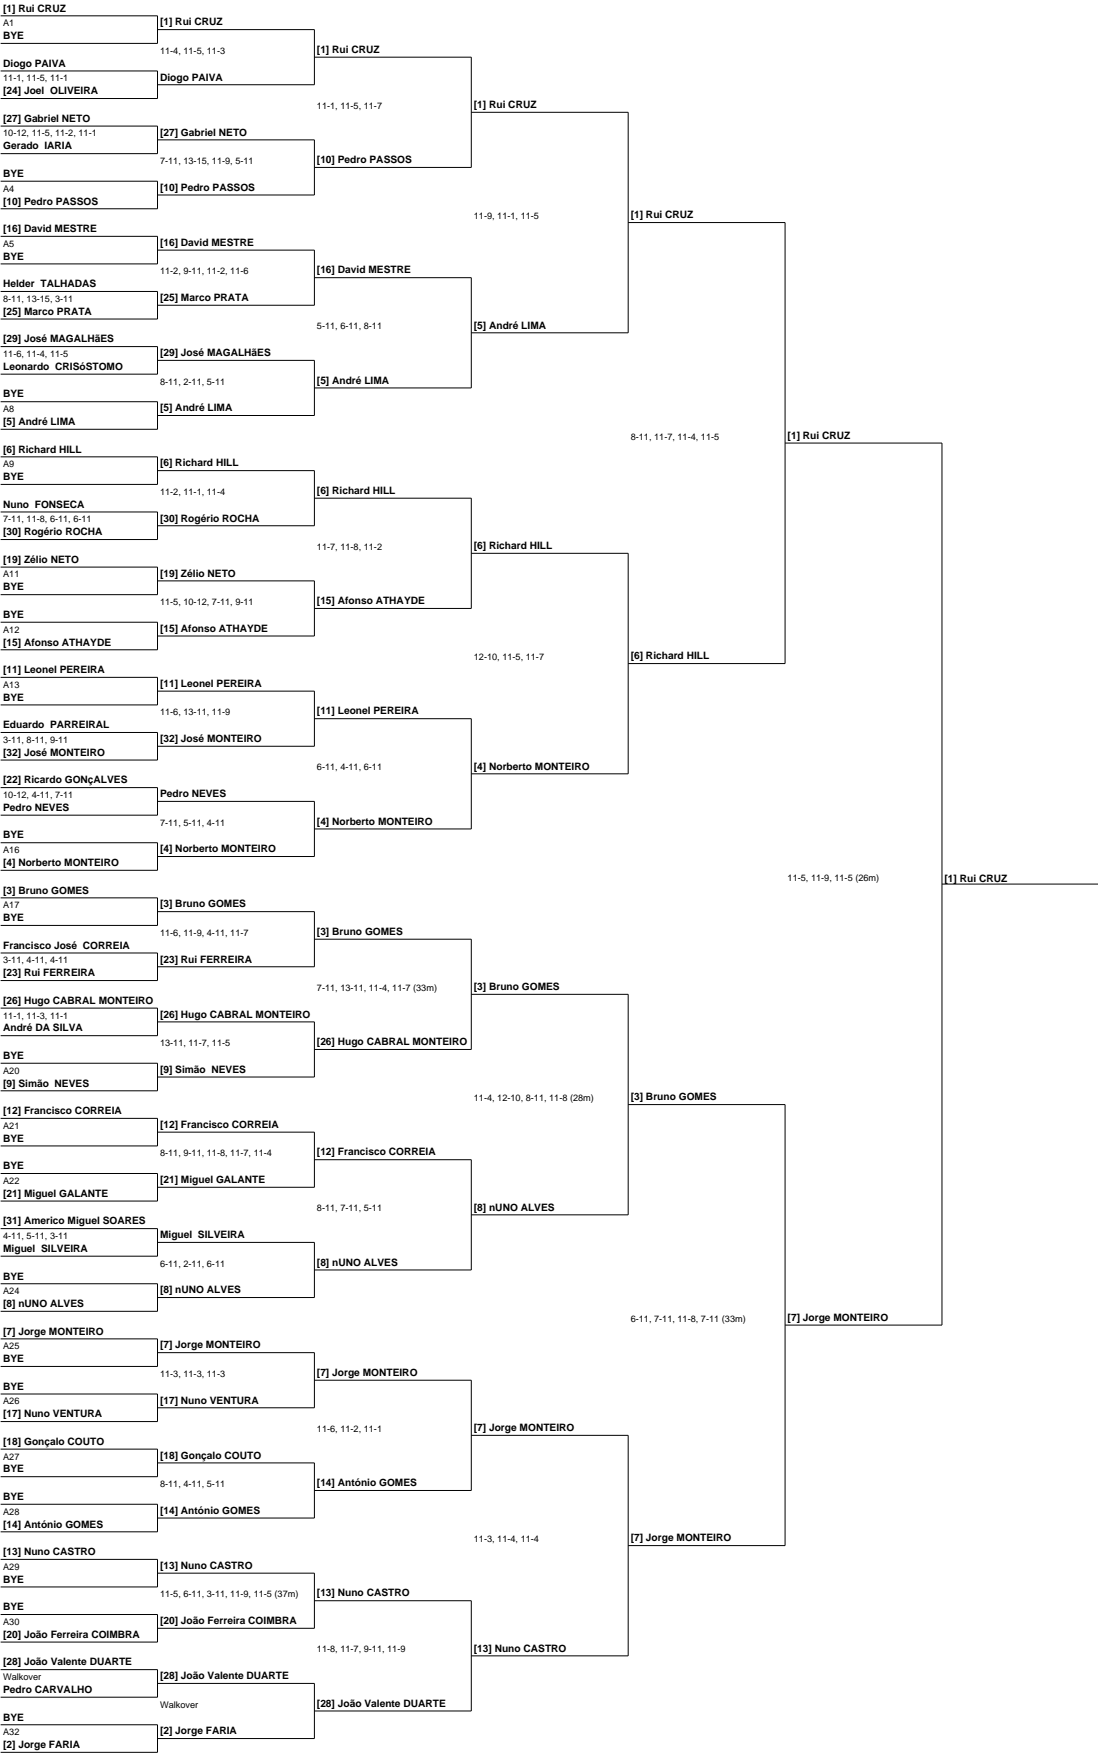 [1] Rui CRUZ
A1
BYE
Diogo PAIVA
11-1, 11-5, 11-1
[24] Joel OLIVEIRA
[27] Gabriel NETO
10-12, 11-5, 11-2, 11-1
Gerado IARIA
BYE
A4
[10] Pedro PASSOS
[16] David MESTRE
A5
BYE
Helder TALHADAS
8-11, 13-15, 3-11
[25] Marco PRATA
[29] José MAGALHãES
11-6, 11-4, 11-5
Leonardo CRISóSTOMO
BYE
A8
[5] André LIMA
[6] Richard HILL
A9
BYE
Nuno FONSECA
7-11, 11-8, 6-11, 6-11
[30] Rogério ROCHA
[19] Zélio NETO
A11
BYE
BYE
A12
[15] Afonso ATHAYDE
[11] Leonel PEREIRA
A13
BYE
Eduardo PARREIRAL
3-11, 8-11, 9-11
[32] José MONTEIRO
[22] Ricardo GONçALVES
10-12, 4-11, 7-11
Pedro NEVES
BYE
A16
[4] Norberto MONTEIRO
[3] Bruno GOMES
A17
BYE
Francisco José CORREIA
3-11, 4-11, 4-11
[23] Rui FERREIRA
[26] Hugo CABRAL MONTEIRO
11-1, 11-3, 11-1
André DA SILVA
BYE
A20
[9] Simão NEVES
[12] Francisco CORREIA
A21
BYE
BYE
A22
[21] Miguel GALANTE
[31] Americo Miguel SOARES
4-11, 5-11, 3-11
Miguel SILVEIRA
BYE
A24
[8] nUNO ALVES
[7] Jorge MONTEIRO
A25
BYE
BYE
A26
[17] Nuno VENTURA
[18] Gonçalo COUTO
A27
BYE
BYE
A28
[14] António GOMES
[13] Nuno CASTRO
A29
BYE
BYE
A30
[20] João Ferreira COIMBRA
[28] João Valente DUARTE
Walkover
Pedro CARVALHO
BYE
A32
[2] Jorge FARIA
[1] Rui CRUZ
11-4, 11-5, 11-3
Diogo PAIVA
[27] Gabriel NETO
7-11, 13-15, 11-9, 5-11
[10] Pedro PASSOS
[16] David MESTRE
11-2, 9-11, 11-2, 11-6
[25] Marco PRATA
[29] José MAGALHãES
8-11, 2-11, 5-11
[5] André LIMA
[6] Richard HILL
11-2, 11-1, 11-4
[30] Rogério ROCHA
[19] Zélio NETO
11-5, 10-12, 7-11, 9-11
[15] Afonso ATHAYDE
[11] Leonel PEREIRA
11-6, 13-11, 11-9
[32] José MONTEIRO
Pedro NEVES
7-11, 5-11, 4-11
[4] Norberto MONTEIRO
[3] Bruno GOMES
11-6, 11-9, 4-11, 11-7
[23] Rui FERREIRA
[26] Hugo CABRAL MONTEIRO
13-11, 11-7, 11-5
[9] Simão NEVES
[12] Francisco CORREIA
8-11, 9-11, 11-8, 11-7, 11-4
[21] Miguel GALANTE
Miguel SILVEIRA
6-11, 2-11, 6-11
[8] nUNO ALVES
[7] Jorge MONTEIRO
11-3, 11-3, 11-3
[17] Nuno VENTURA
[18] Gonçalo COUTO
8-11, 4-11, 5-11
[14] António GOMES
[13] Nuno CASTRO
11-5, 6-11, 3-11, 11-9, 11-5 (37m)
[20] João Ferreira COIMBRA
[28] João Valente DUARTE
Walkover
[2] Jorge FARIA
[1] Rui CRUZ
11-1, 11-5, 11-7
[10] Pedro PASSOS
[16] David MESTRE
5-11, 6-11, 8-11
[5] André LIMA
[6] Richard HILL
11-7, 11-8, 11-2
[15] Afonso ATHAYDE
[11] Leonel PEREIRA
6-11, 4-11, 6-11
[4] Norberto MONTEIRO
[3] Bruno GOMES
7-11, 13-11, 11-4, 11-7 (33m)
[26] Hugo CABRAL MONTEIRO
[12] Francisco CORREIA
8-11, 7-11, 5-11
[8] nUNO ALVES
[7] Jorge MONTEIRO
11-6, 11-2, 11-1
[14] António GOMES
[13] Nuno CASTRO
11-8, 11-7, 9-11, 11-9
[28] João Valente DUARTE
[1] Rui CRUZ
11-9, 11-1, 11-5
[5] André LIMA
[6] Richard HILL
12-10, 11-5, 11-7
[4] Norberto MONTEIRO
[3] Bruno GOMES
11-4, 12-10, 8-11, 11-8 (28m)
[8] nUNO ALVES
[7] Jorge MONTEIRO
11-3, 11-4, 11-4
[13] Nuno CASTRO
[1] Rui CRUZ
8-11, 11-7, 11-4, 11-5
[6] Richard HILL
[3] Bruno GOMES
6-11, 7-11, 11-8, 7-11 (33m)
[7] Jorge MONTEIRO
[1] Rui CRUZ
11-5, 11-9, 11-5 (26m)
[7] Jorge MONTEIRO
[1] Rui CRUZ